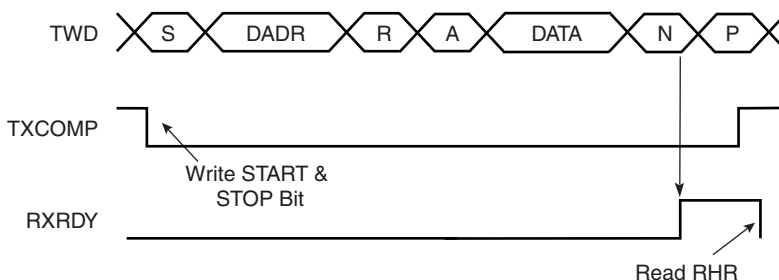 TWD S DADR R A DATA N P
TXCOMP
Write START &
STOP Bit
RXRDY
Read RHR